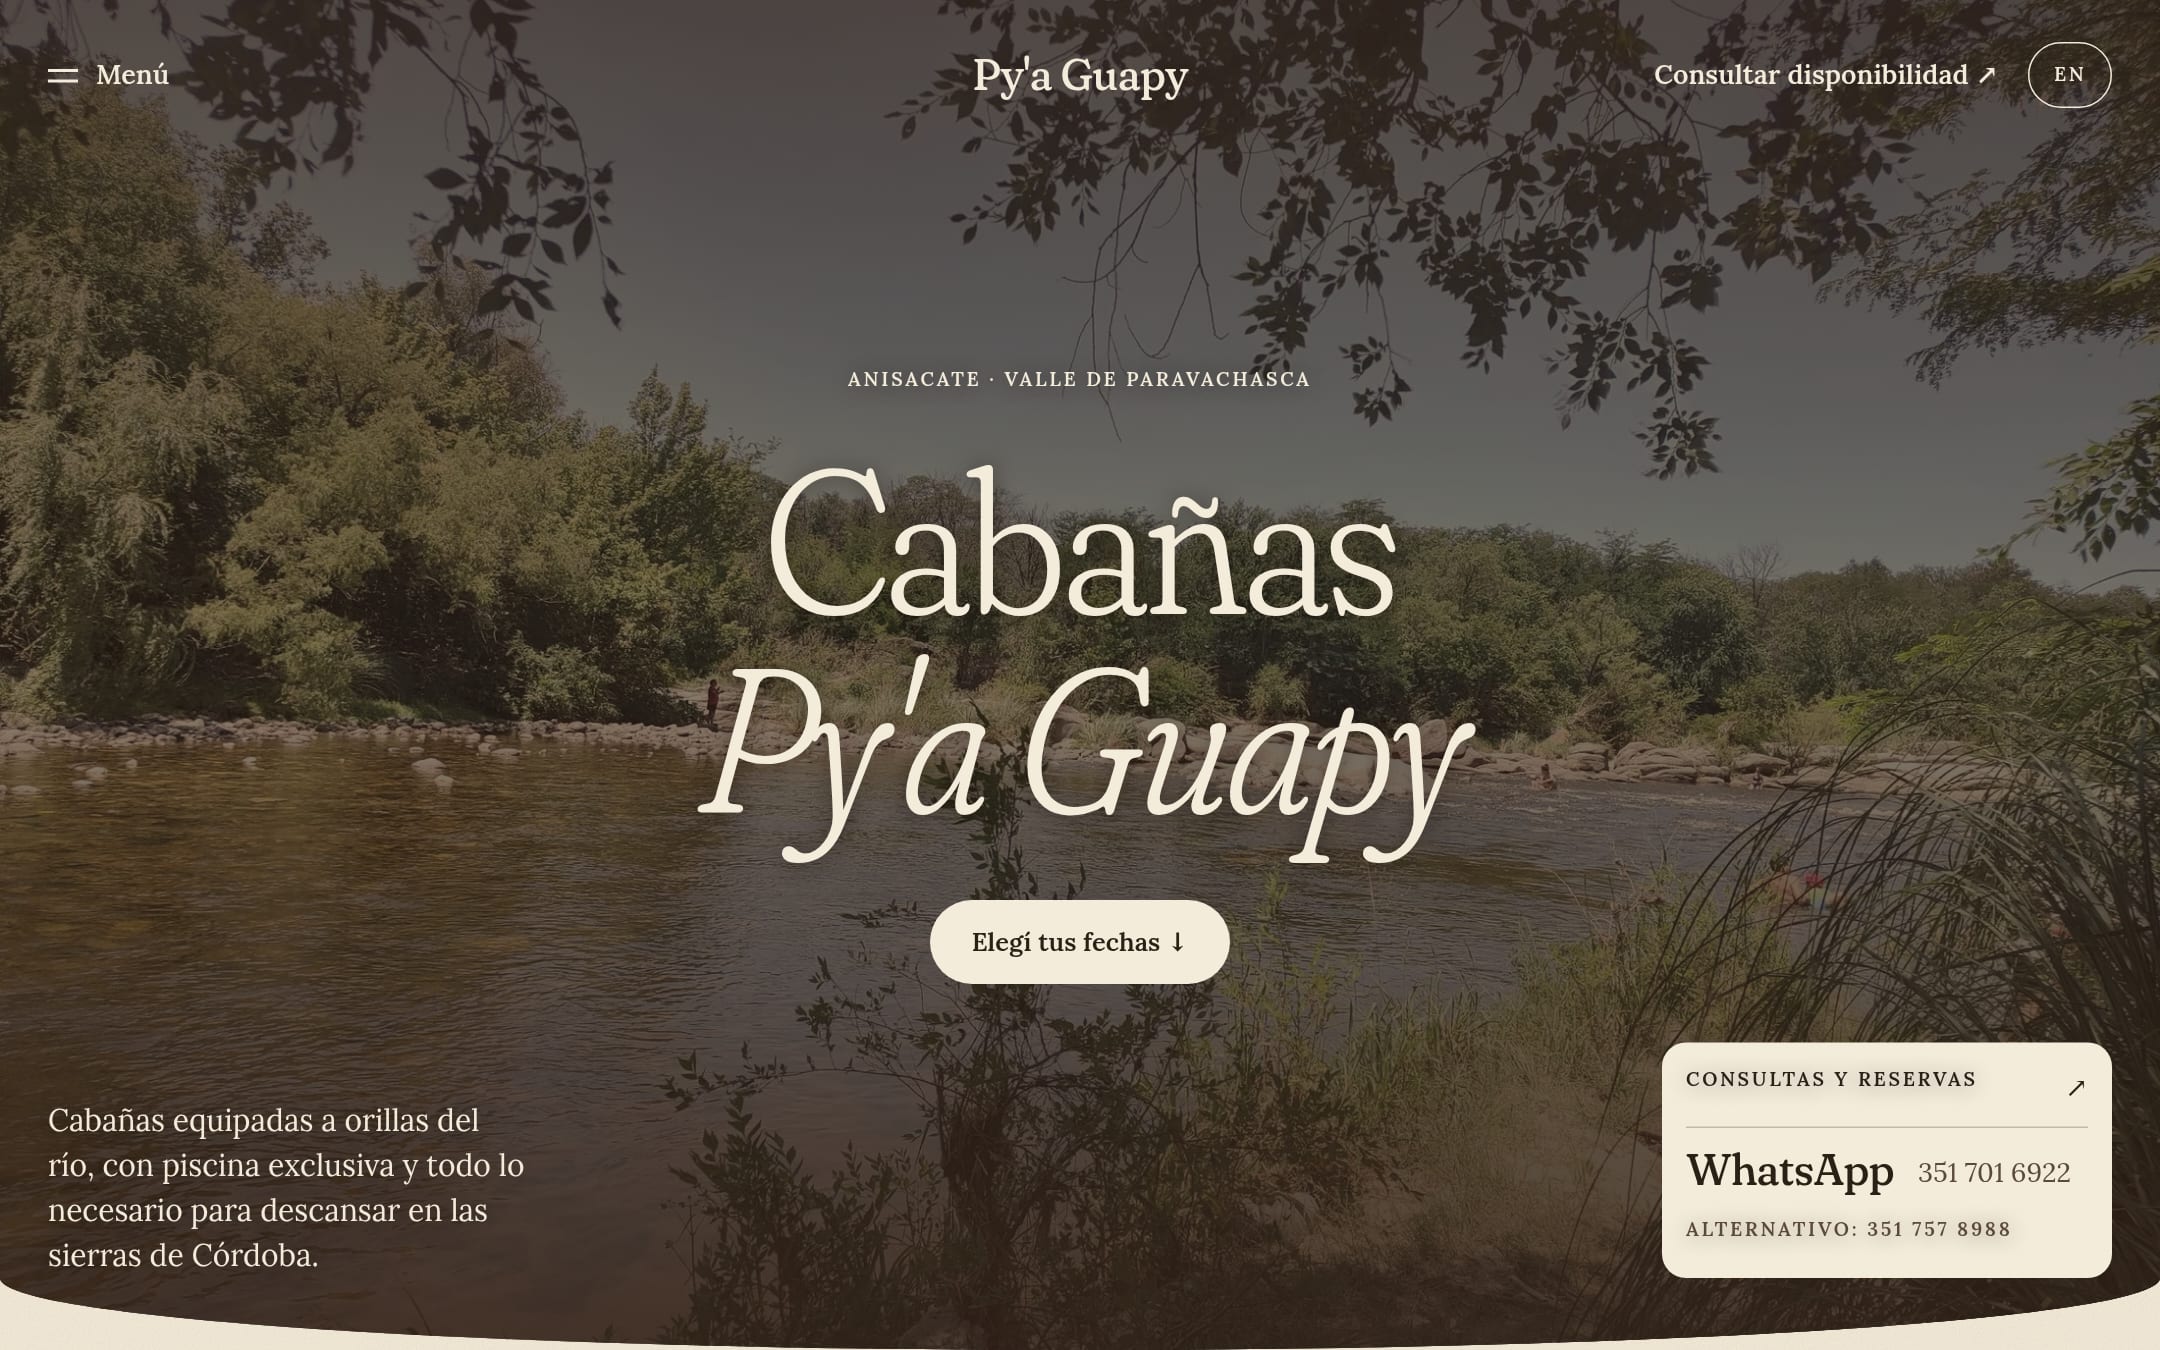 Menú
Py'a Guapy
Consultar disponibilidad ↗
EN
ANISACATE · VALLE DE PARAVACHASCA
Cabañas
Py'a Guapy
Elegí tus fechas ↓
Cabañas equipadas a orillas del
río, con piscina exclusiva y todo lo
necesario para descansar en las
sierras de Córdoba.
CONSULTAS Y RESERVAS ↗
WhatsApp 351 701 6922
ALTERNATIVO: 351 757 8988